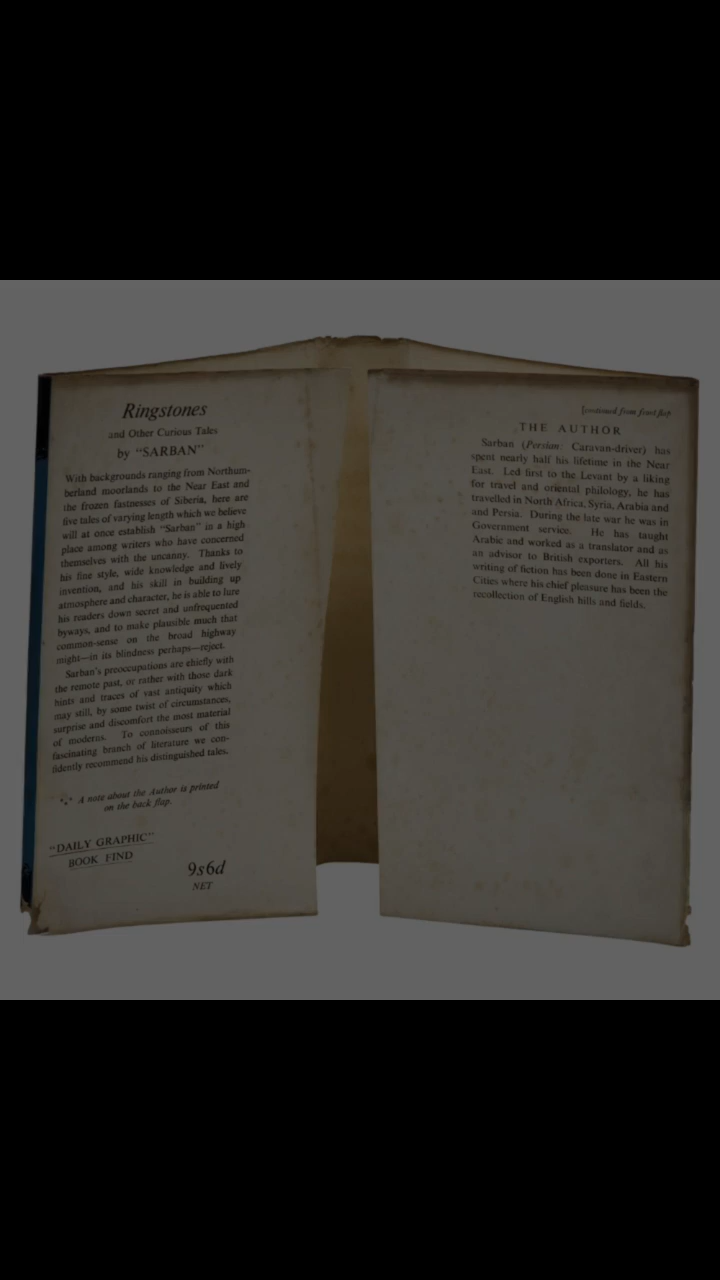 Ringstones
and Other Curious Tales
by "SARBAN"
With backgrounds ranging from Northum-
berland moorlands to the Near East and
the frozen fastnesses of Siberia, here are
five tales of varying length which we believe
will at once establish "Sarban" in a high
place among writers who have concerned
themselves with the uncanny. Thanks to
his fine style, wide knowledge and lively
invention, and his skill in building up
atmosphere and character, he is able to lure
his readers down secret and unfrequented
byways, and to make plausible much that
common-sense on the broad highway
might—in its blindness perhaps—reject.
Sarban's preoccupations are chiefly with
the remote past, or rather with those dark
hints and traces of vast antiquity which
may still, by some twist of circumstances,
surprise and discomfort the most material
of moderns. To connoisseurs of this
fascinating branch of literature we con-
fidently recommend his distinguished tales.
*** A note about the Author is printed
on the back flap.
"DAILY GRAPHIC"
BOOK FIND
9s6d
NET
[continued from front flap
THE AUTHOR
Sarban (Persian: Caravan-driver) has
spent nearly half his lifetime in the Near
East. Led first to the Levant by a liking
for travel and oriental philology, he has
travelled in North Africa, Syria, Arabia and
and Persia. During the late war he was in
Government service. He has taught
Arabic and worked as a translator and as
an advisor to British exporters. All his
writing of fiction has been done in Eastern
Cities where his chief pleasure has been the
recollection of English hills and fields.